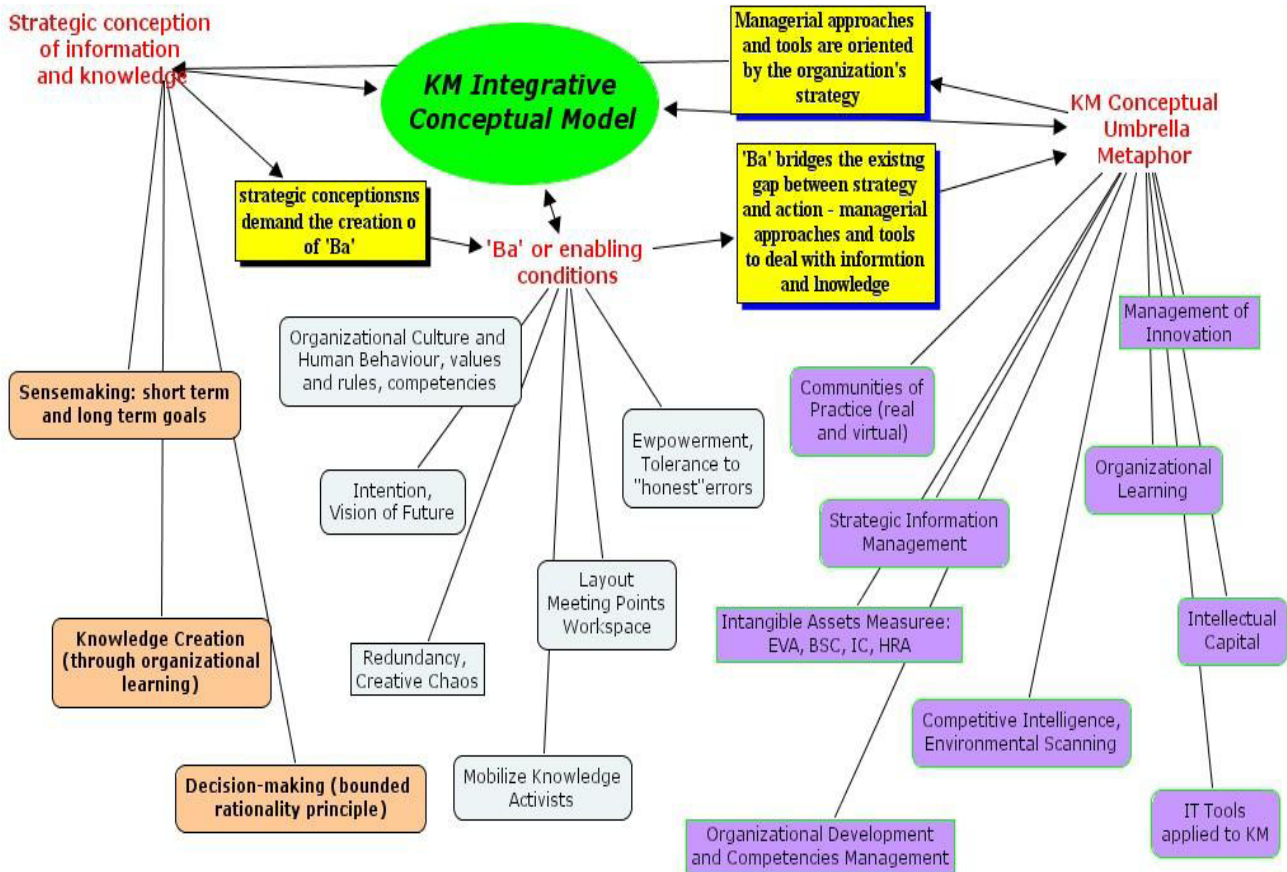 Strategic conception
of information
and knowledge
KM Integrative
Conceptual Model
Managerial approaches
and tools are oriented
by the organization's
strategy
KM Conceptual
Umbrella
Metaphor
strategic conceptionsns
demand the creation o
of 'Ba'
'Ba' or enabling
conditions
'Ba' bridges the existng
gap between strategy
and action - managerial
approaches and tools
to deal with informtion
and lnowledge
Sensemaking: short term
and long term goals
Knowledge Creation
(through organizational
learning)
Decision-making (bounded
rationality principle)
Organizational Culture and
Human Behaviour, values
and rules, competencies
Intention,
Vision of Future
Redundancy,
Creative Chaos
Mobilize Knowledge
Activists
Layout
Meeting Points
Workspace
Ewpowerment,
Tolerance to
"honest"errors
Communities of
Practice (real
and virtual)
Strategic Information
Management
Intangible Assets Measuree:
EVA, BSC, IC, HRA
Organizational Development
and Competencies Management
Competitive Intelligence,
Environmental Scanning
Management of
Innovation
Organizational
Learning
Intellectual
Capital
IT Tools
applied to KM